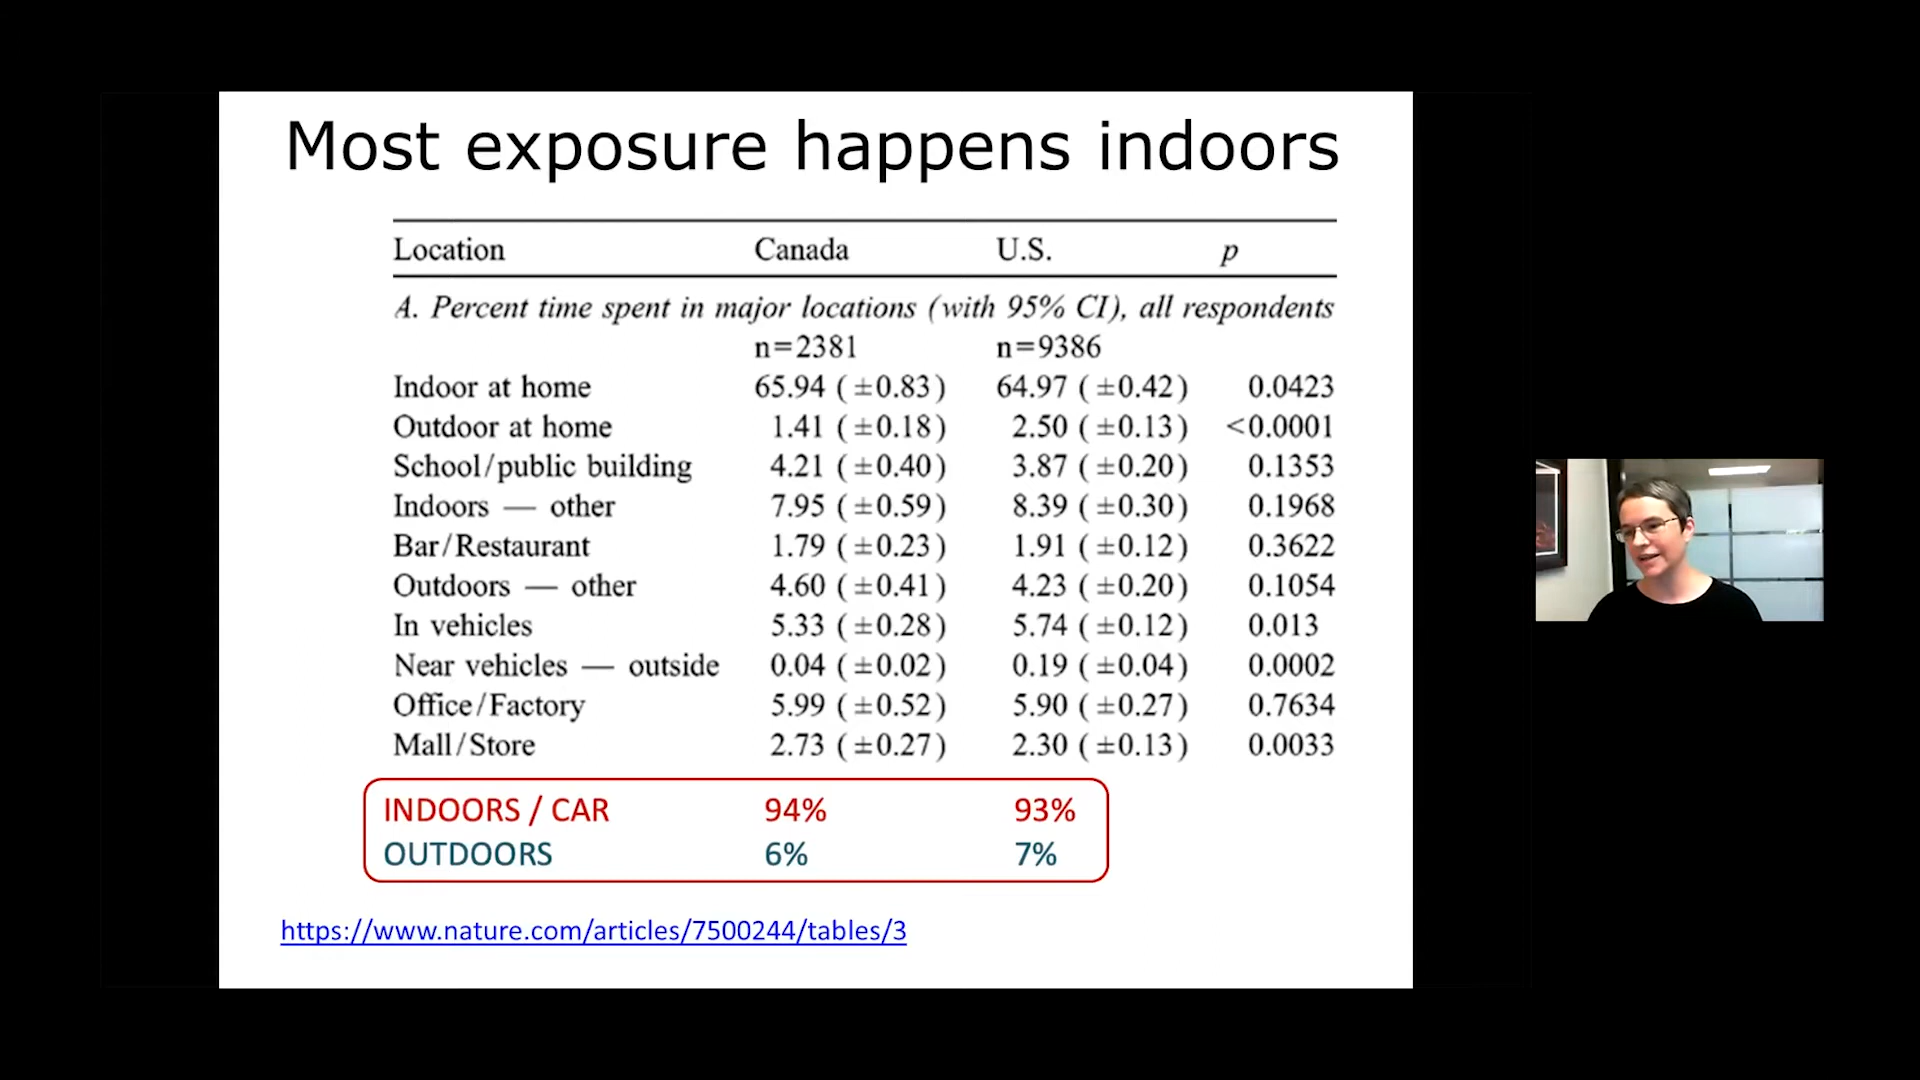 Most exposure happens indoors
Location Canada U.S. p
A. Percent time spent in major locations (with 95% CI), all respondents
n=2381 n=9386
Indoor at home 65.94 (±0.83) 64.97 (±0.42) 0.0423
Outdoor at home 1.41 (±0.18) 2.50 (±0.13) <0.0001
School/public building 4.21 (±0.40) 3.87 (±0.20) 0.1353
Indoors — other 7.95 (±0.59) 8.39 (±0.30) 0.1968
Bar/Restaurant 1.79 (±0.23) 1.91 (±0.12) 0.3622
Outdoors — other 4.60 (±0.41) 4.23 (±0.20) 0.1054
In vehicles 5.33 (±0.28) 5.74 (±0.12) 0.013
Near vehicles — outside 0.04 (±0.02) 0.19 (±0.04) 0.0002
Office/Factory 5.99 (±0.52) 5.90 (±0.27) 0.7634
Mall/Store 2.73 (±0.27) 2.30 (±0.13) 0.0033
INDOORS / CAR 94% 93%
OUTDOORS 6% 7%
https://www.nature.com/articles/7500244/tables/3